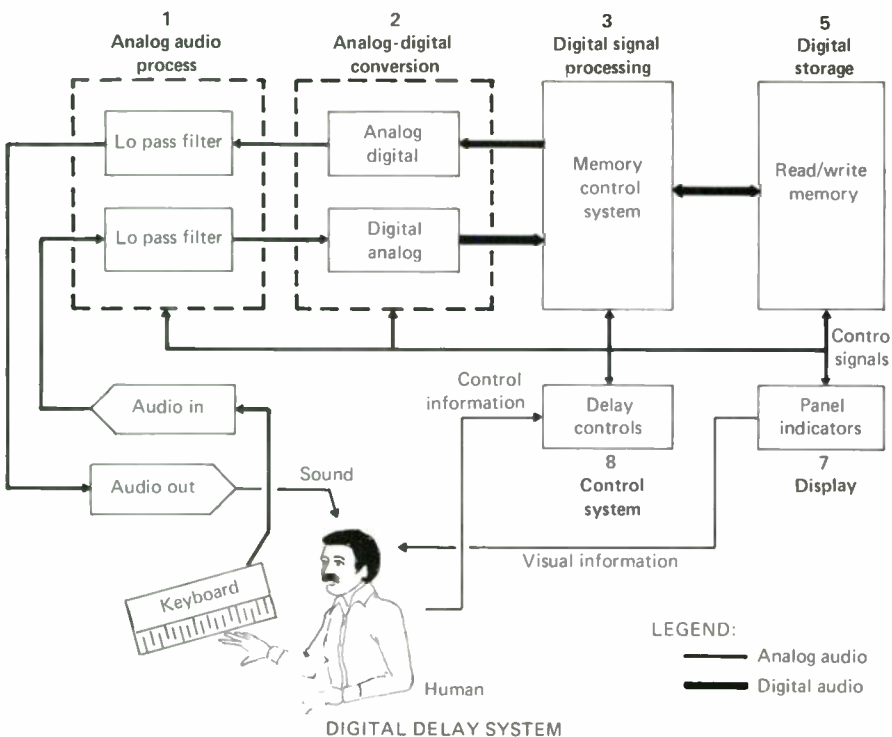 1
Analog audio
process
2
Analog-digital
conversion
3
Digital signal
processing
5
Digital
storage
Lo pass filter
Analog
digital
Memory
control
system
Read/write
memory
Lo pass filter
Digital
analog
Contro
signals
Control
information
Audio in
Delay
controls
Panel
indicators
8
Control
system
7
Display
Audio out
Sound
Visual information
Keyboard
Human
LEGEND:
Analog audio
Digital audio
DIGITAL DELAY SYSTEM